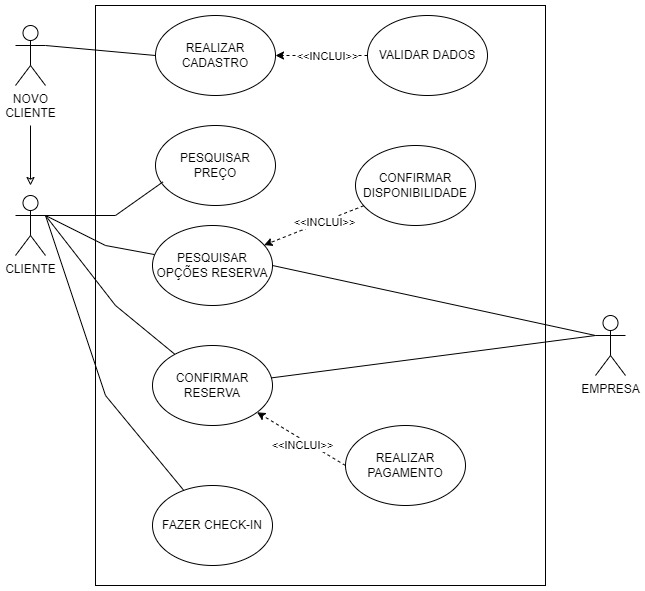 REALIZAR
CADASTRO
<<INCLUI>>
VALIDAR DADOS
NOVO
CLIENTE
PESQUISAR
PREÇO
CONFIRMAR
DISPONIBILIDADE
<<INCLUI>>
CLIENTE
PESQUISAR
OPÇÕES RESERVA
CONFIRMAR
RESERVA
EMPRESA
<<INCLUI>>
REALIZAR
PAGAMENTO
FAZER CHECK-IN